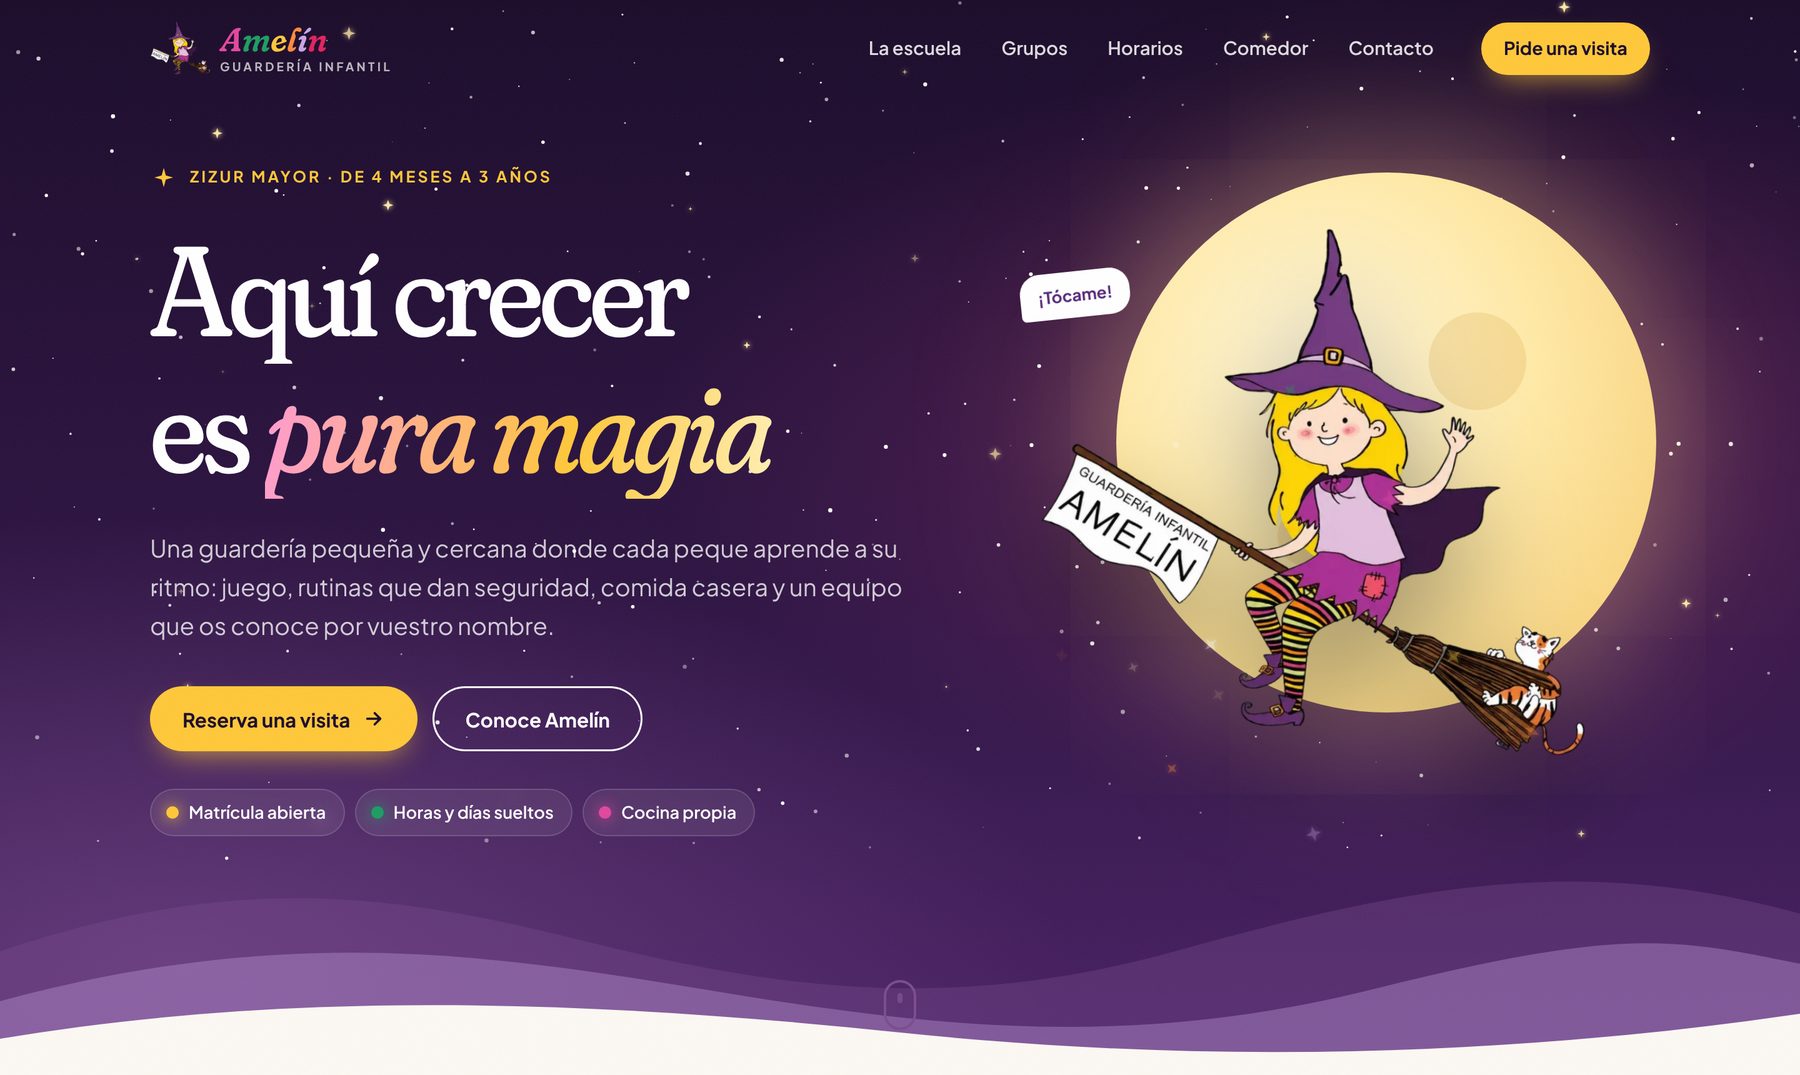 Amelín
GUARDERÍA INFANTIL
La escuela
Grupos
Horarios
Comedor
Contacto
Pide una visita
ZIZUR MAYOR · DE 4 MESES A 3 AÑOS
Aquí crecer
es pura magia
Una guardería pequeña y cercana donde cada peque aprende a su
ritmo: juego, rutinas que dan seguridad, comida casera y un equipo
que os conoce por vuestro nombre.
Reserva una visita
Conoce Amelín
Matrícula abierta
Horas y días sueltos
Cocina propia
¡Tócame!
GUARDERÍA INFANTIL
AMELÍN